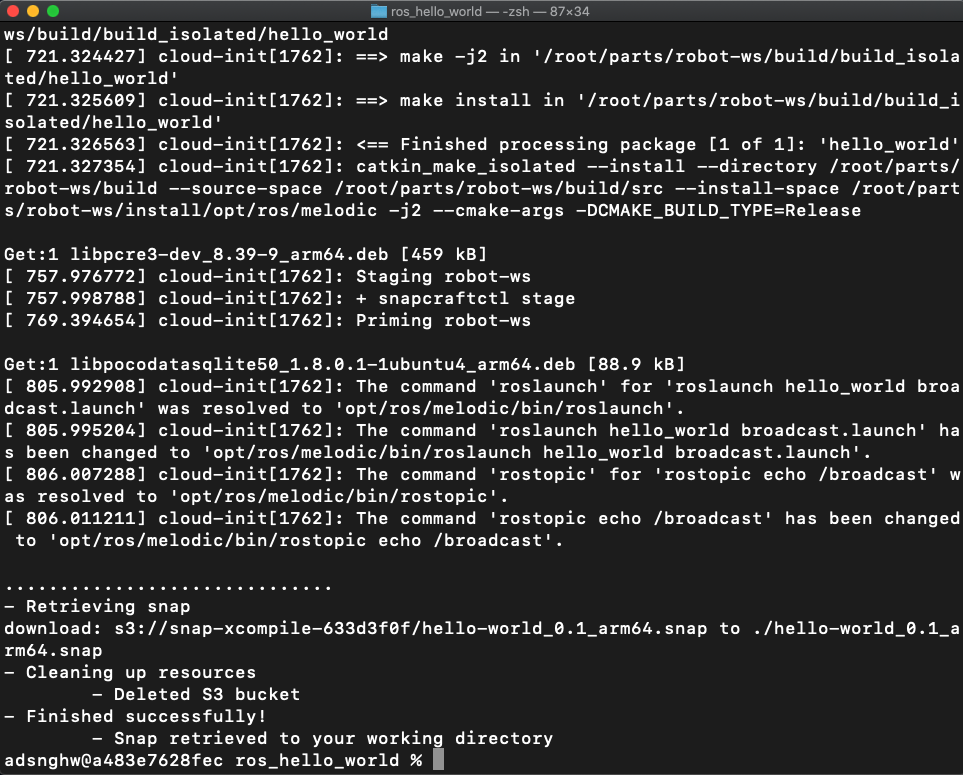 ros_hello_world — -zsh — 87×34
ws/build/build_isolated/hello_world
[  721.324427] cloud-init[1762]: ==> make -j2 in '/root/parts/robot-ws/build/build_isola
ted/hello_world'
[  721.325609] cloud-init[1762]: ==> make install in '/root/parts/robot-ws/build/build_i
solated/hello_world'
[  721.326563] cloud-init[1762]: <== Finished processing package [1 of 1]: 'hello_world'
[  721.327354] cloud-init[1762]: catkin_make_isolated --install --directory /root/parts/
robot-ws/build --source-space /root/parts/robot-ws/build/src --install-space /root/part
s/robot-ws/install/opt/ros/melodic -j2 --cmake-args -DCMAKE_BUILD_TYPE=Release
Get:1 libpcre3-dev_8.39-9_arm64.deb [459 kB]
[  757.976772] cloud-init[1762]: Staging robot-ws
[  757.998788] cloud-init[1762]: + snapcraftctl stage
[  769.394654] cloud-init[1762]: Priming robot-ws
Get:1 libpocodatasqlite50_1.8.0.1-1ubuntu4_arm64.deb [88.9 kB]
[  805.992908] cloud-init[1762]: The command 'roslaunch' for 'roslaunch hello_world broa
dcast.launch' was resolved to 'opt/ros/melodic/bin/roslaunch'.
[  805.995204] cloud-init[1762]: The command 'roslaunch hello_world broadcast.launch' ha
s been changed to 'opt/ros/melodic/bin/roslaunch hello_world broadcast.launch'.
[  806.007288] cloud-init[1762]: The command 'rostopic' for 'rostopic echo /broadcast' w
as resolved to 'opt/ros/melodic/bin/rostopic'.
[  806.011211] cloud-init[1762]: The command 'rostopic echo /broadcast' has been changed
 to 'opt/ros/melodic/bin/rostopic echo /broadcast'.
..............................
- Retrieving snap
download: s3://snap-xcompile-633d3f0f/hello-world_0.1_arm64.snap to ./hello-world_0.1_a
rm64.snap
- Cleaning up resources
        - Deleted S3 bucket
- Finished successfully!
        - Snap retrieved to your working directory
adsnghw@a483e7628fec ros_hello_world %